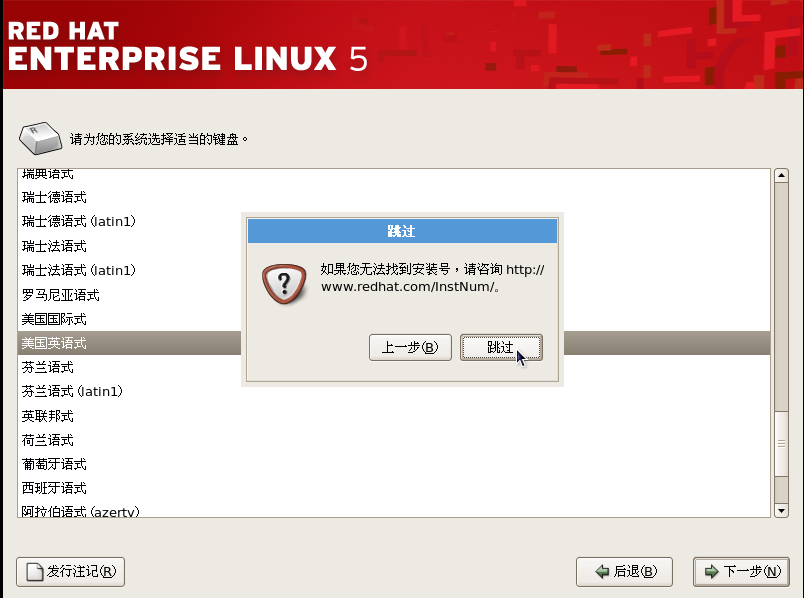 RED HAT
ENTERPRISE LINUX 5
请为您的系统选择适当的键盘。
瑞典语式
瑞士德语式
瑞士德语式 (latin1)
瑞士法语式
瑞士法语式 (latin1)
罗马尼亚语式
美国国际式
美国英语式
芬兰语式
芬兰语式 (latin1)
英联邦式
荷兰语式
葡萄牙语式
西班牙语式
阿拉伯语式 (azerty)
跳过
如果您无法找到安装号，请咨询 http://
www.redhat.com/InstNum/。
上一步(B)
跳过
发行注记(R)
后退(B)
下一步(N)